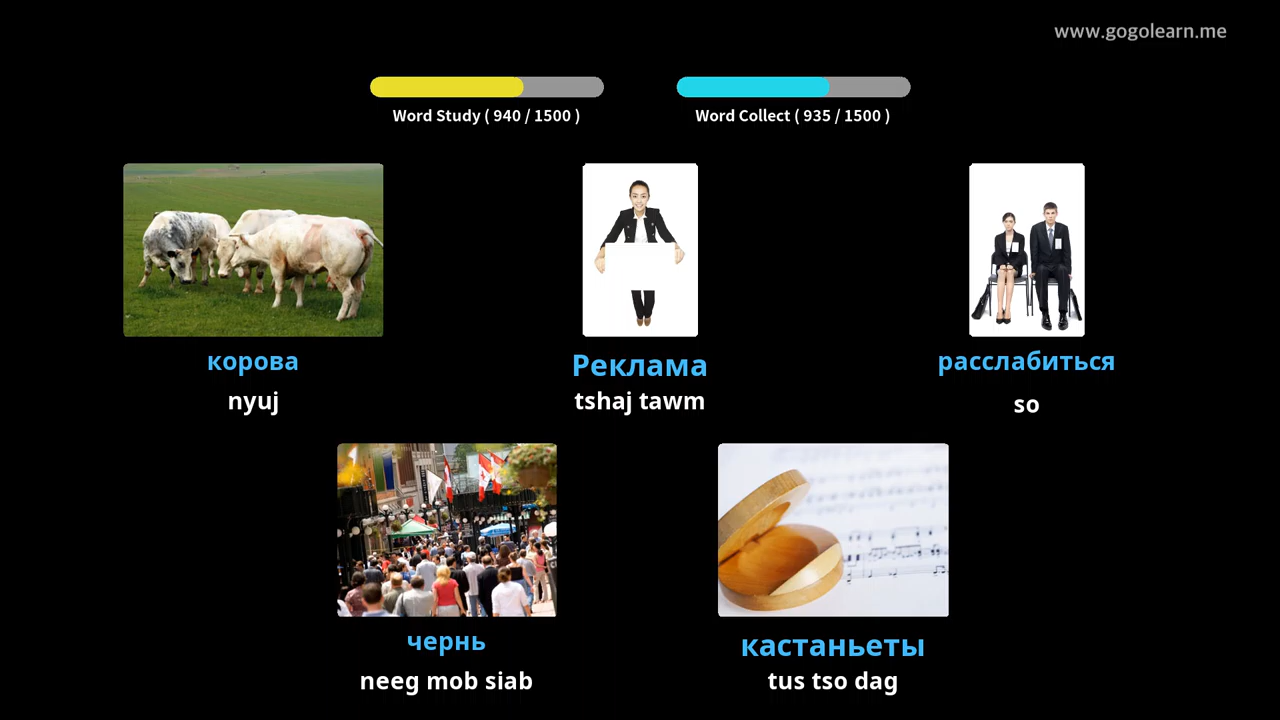 www.gogolearn.me
Word Study ( 940 / 1500 )
Word Collect ( 935 / 1500 )
корова
nyuj
Реклама
tshaj tawm
расслабиться
so
чернь
neeg mob siab
кастаньеты
tus tso dag